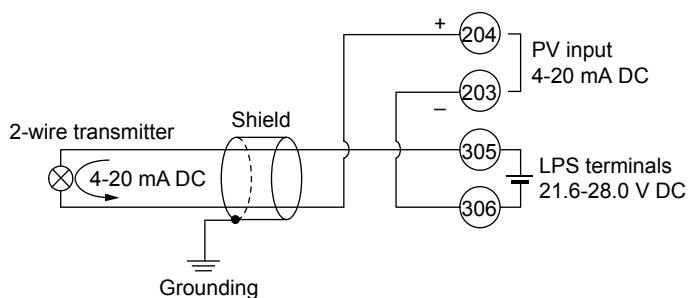 +
204
PV input
4-20 mA DC
203
–
Shield
2-wire transmitter
305
4-20 mA DC
LPS terminals
21.6-28.0 V DC
306
Grounding